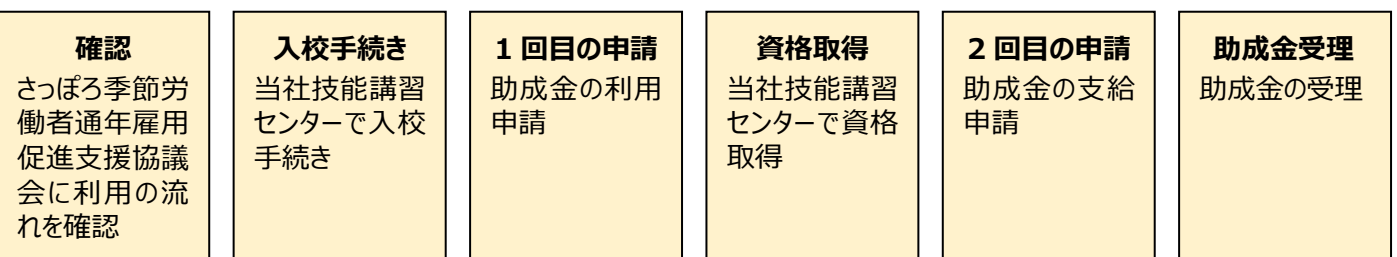 確認
さっぽろ季節労
働者通年雇用
促進支援協議
会に利用の流
れを確認
入校手続き
当社技能講習
センターで入校
手続き
1 回目の申請
助成金の利用
申請
資格取得
当社技能講習
センターで資格
取得
2 回目の申請
助成金の支給
申請
助成金受理
助成金の受理